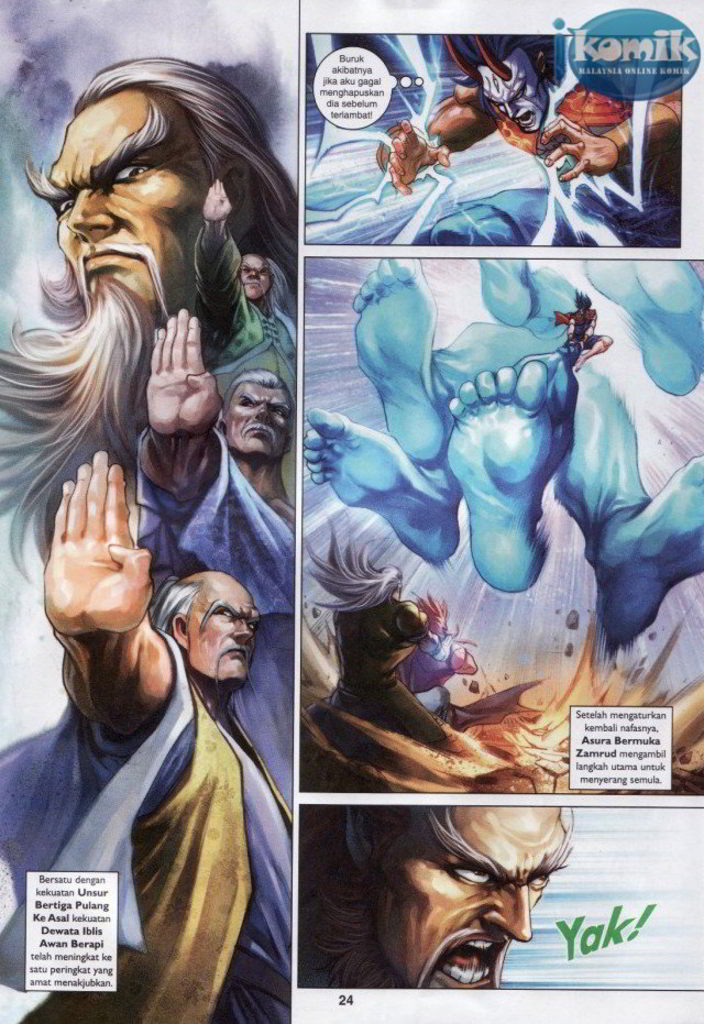 ikomik
MALAYSIA ONLINE KOMIK
Buruk
akibatnya
jika aku gagal
menghapuskan
dia sebelum
terlambat!
Setelah mengaturkan
kembali nafasnya,
Asura Bermuka
Zamrud mengambil
langkah utama untuk
menyerang semula.
Yak!
Bersatu dengan
kekuatan Unsur
Bertiga Pulang
Ke Asal kekuatan
Dewata Iblis
Awan Berapi
telah meningkat ke
satu peringkat yang
amat menakjubkan.
24